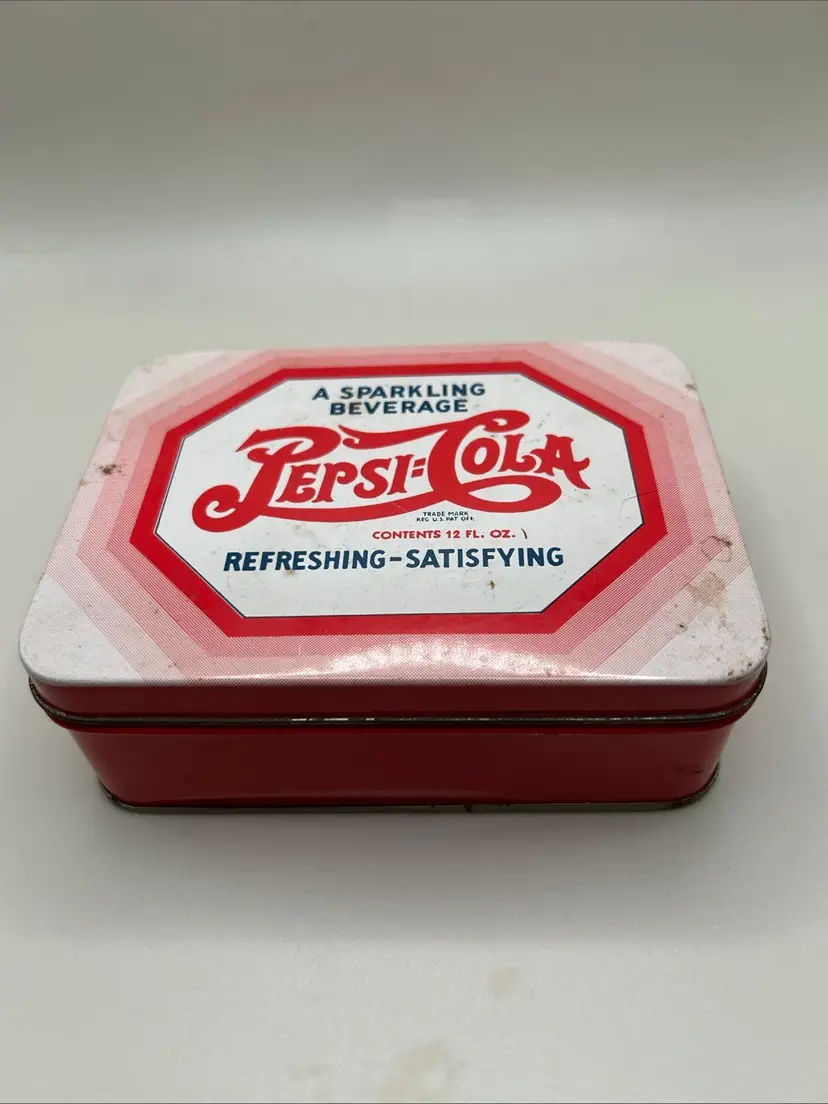 A SPARKLING
BEVERAGE
PEPSI=COLA
TRADE MARK
REG. U.S. PAT OFF.
CONTENTS 12 FL. OZ.
REFRESHING-SATISFYING